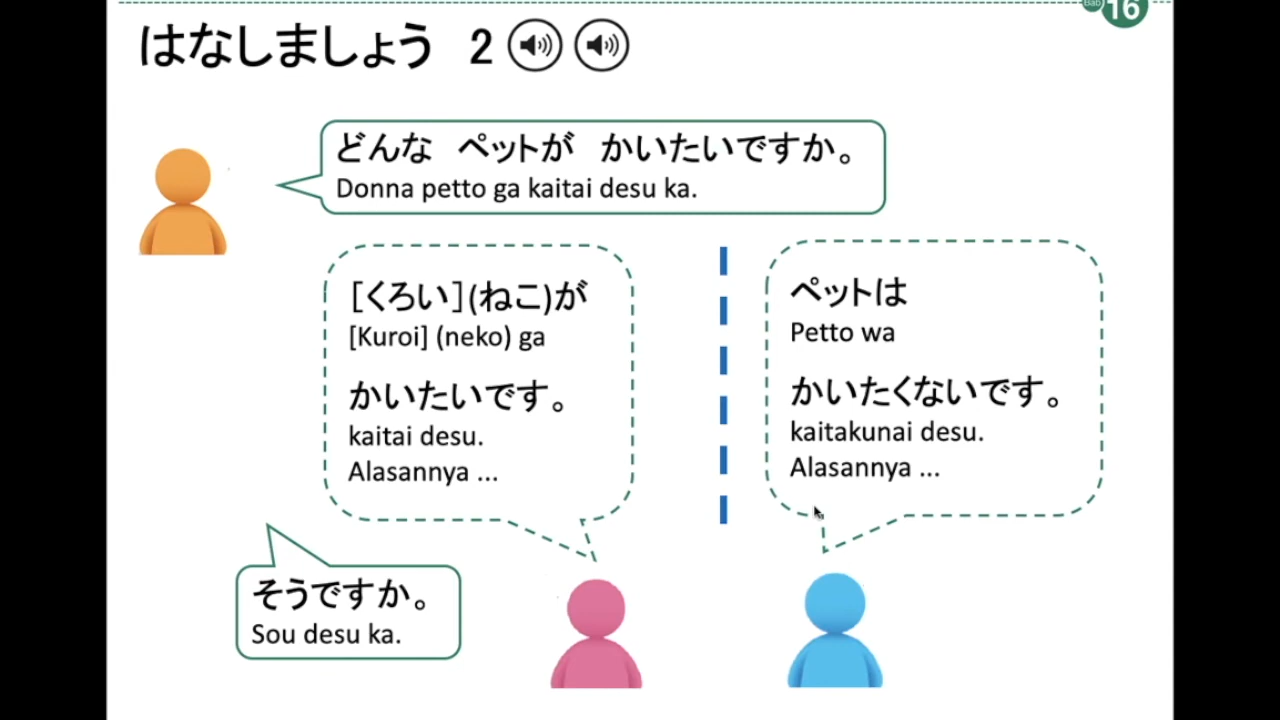 Bab 16
はなしましょう 2
どんな ペットが かいたいですか。
Donna petto ga kaitai desu ka.
[くろい](ねこ)が
[Kuroi] (neko) ga
かいたいです。
kaitai desu.
Alasannya ...
ペットは
Petto wa
かいたくないです。
kaitakunai desu.
Alasannya ...
そうですか。
Sou desu ka.